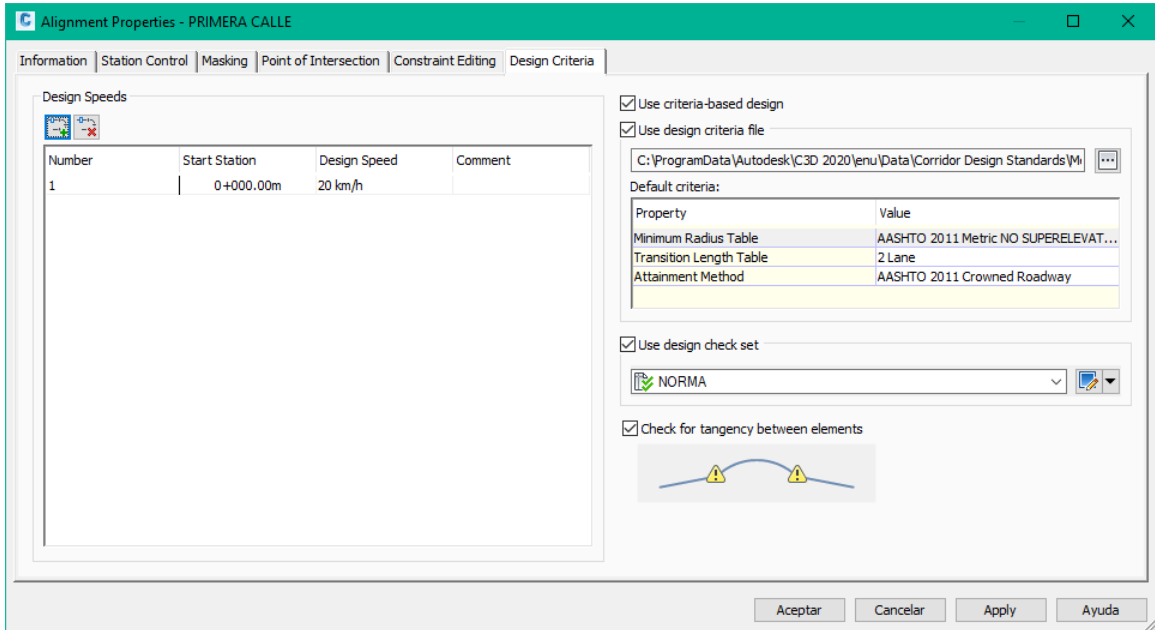 Alignment Properties - PRIMERA CALLE
Information Station Control Masking Point of Intersection Constraint Editing Design Criteria
Design Speeds
Number Start Station Design Speed Comment
1 0+000.00m 20 km/h
Use criteria-based design
Use design criteria file
C:\ProgramData\Autodesk\C3D 2020\enu\Data\Corridor Design Standards\M
Default criteria:
Property Value
Minimum Radius Table AASHTO 2011 Metric NO SUPERELEVAT...
Transition Length Table 2 Lane
Attainment Method AASHTO 2011 Crowned Roadway
Use design check set
NORMA
Check for tangency between elements
Aceptar Cancelar Apply Ayuda